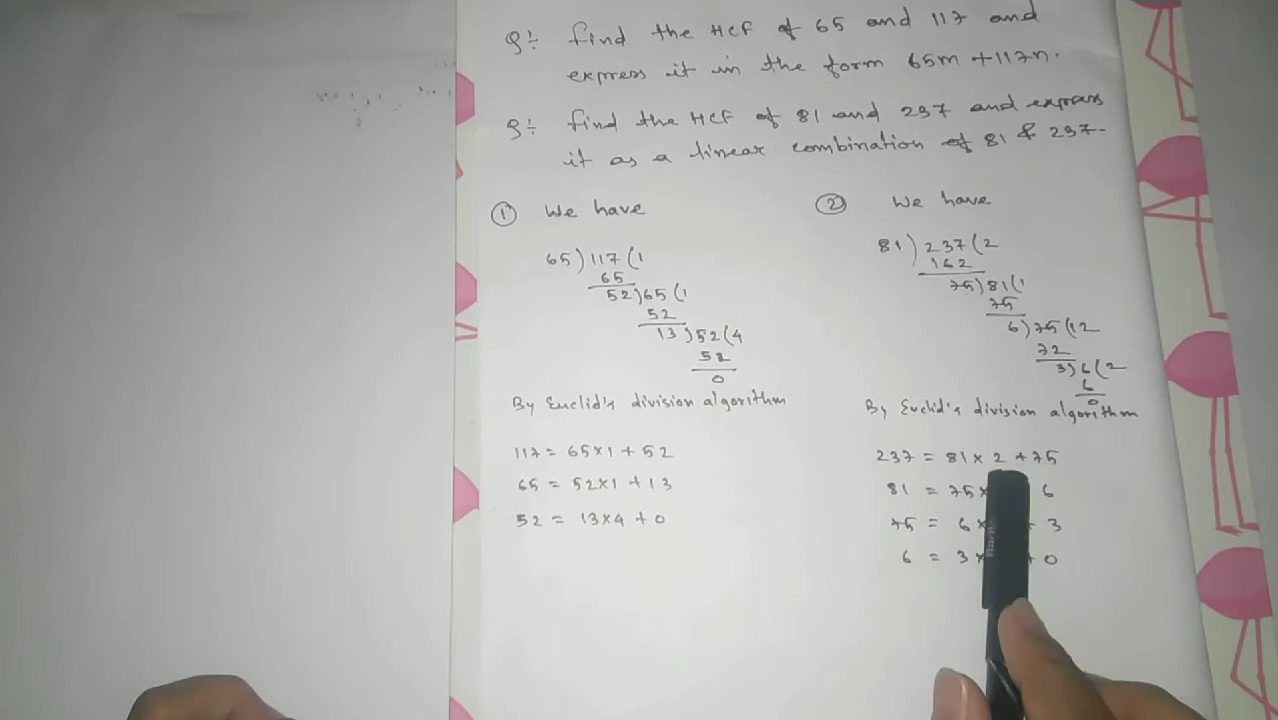 Q:- find the HCF of 65 and 117 and
express it in the form 65m + 117n.
Q:- find the HCF of 81 and 237 and express
it as a linear combination of 81 & 237.
① We have
65)117(1
65
52)65(1
52
13)52(4
52
0
By Euclid's division algorithm
117 = 65×1 + 52
65 = 52×1 + 13
52 = 13×4 + 0
② We have
81)237(2
162
75)81(1
75
6)75(12
72
3)6(2
6
0
By Euclid's division algorithm
237 = 81 × 2 + 75
81 = 75× 6
75 = 6× + 3
6 = 3× + 0